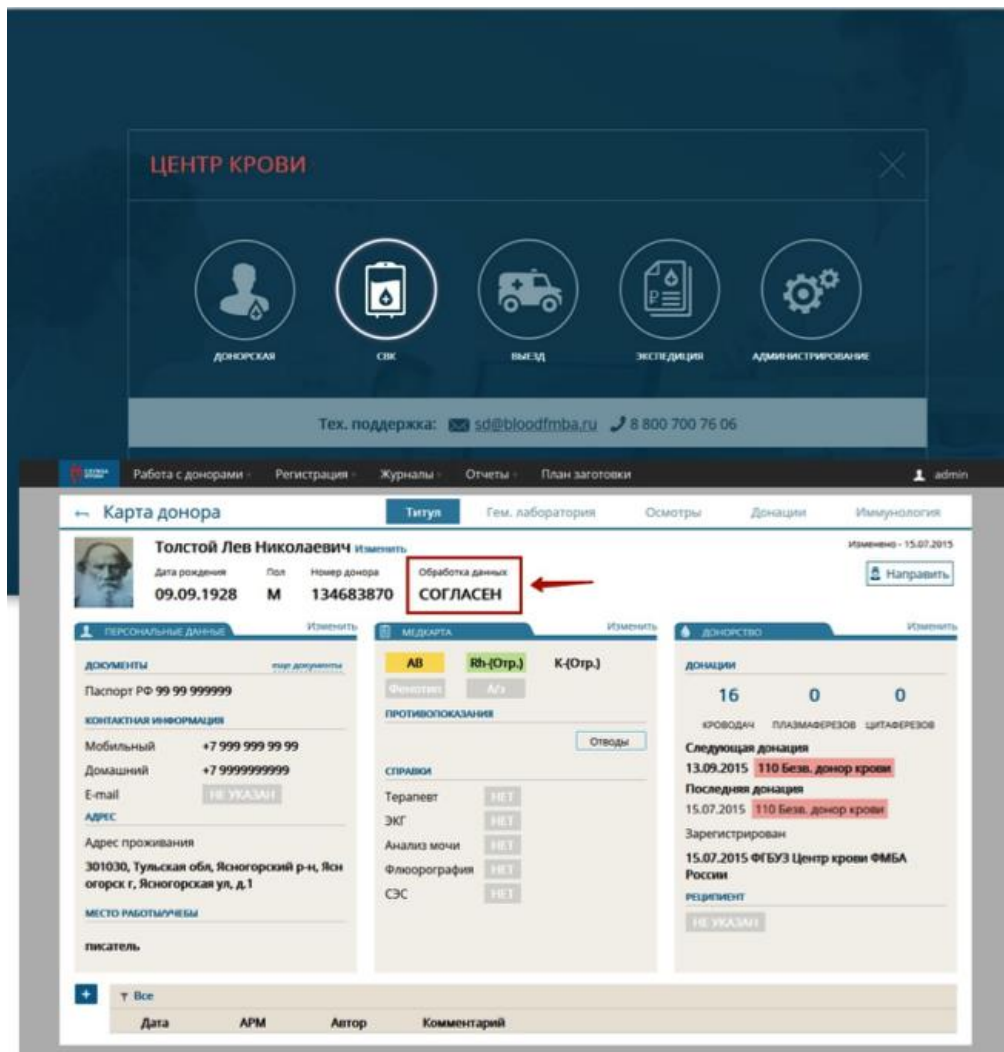 ЦЕНТР КРОВИ
ДОНОРСКАЯ СВК ВЫЕЗД ЭКСПЕДИЦИЯ АДМИНИСТРИРОВАНИЕ
Тех. поддержка: sd@bloodfmba.ru 8 800 700 76 06
СЛУЖБА КРОВИ Работа с донорами Регистрация Журналы Отчеты План заготовки admin
Карта донора Титул Гем. лаборатория Осмотры Донации Иммунология
Толстой Лев Николаевич Изменить Изменено - 15.07.2015
Дата рождения Пол Номер донора Обработка данных Направить
09.09.1928 М 134683870 СОГЛАСЕН
ПЕРСОНАЛЬНЫЕ ДАННЫЕ Изменить
ДОКУМЕНТЫ еще документы
Паспорт РФ 99 99 999999
КОНТАКТНАЯ ИНФОРМАЦИЯ
Мобильный +7 999 999 99 99
Домашний +7 9999999999
E-mail НЕ УКАЗАН
АДРЕС
Адрес проживания
301030, Тульская обл, Ясногорский р-н, Ясн
огорск г, Ясногорская ул, д.1
МЕСТО РАБОТЫ/УЧЕБЫ
писатель
МЕДКАРТА Изменить
AB Rh-(Отр.) K-(Отр.)
Фенотип А/з
ПРОТИВОПОКАЗАНИЯ
Отводы
СПРАВКИ
Терапевт НЕТ
ЭКГ НЕТ
Анализ мочи НЕТ
Флюорография НЕТ
СЭС НЕТ
ДОНОРСТВО Изменить
ДОНАЦИИ
16 0 0
КРОВОДАЧ ПЛАЗМАФЕРЕЗОВ ЦИТАФЕРЕЗОВ
Следующая донация
13.09.2015 110 Безв. донор крови
Последняя донация
15.07.2015 110 Безв. донор крови
Зарегистрирован
15.07.2015 ФГБУЗ Центр крови ФМБА
России
РЕЦИПИЕНТ
НЕ УКАЗАН
Все
Дата АРМ Автор Комментарий